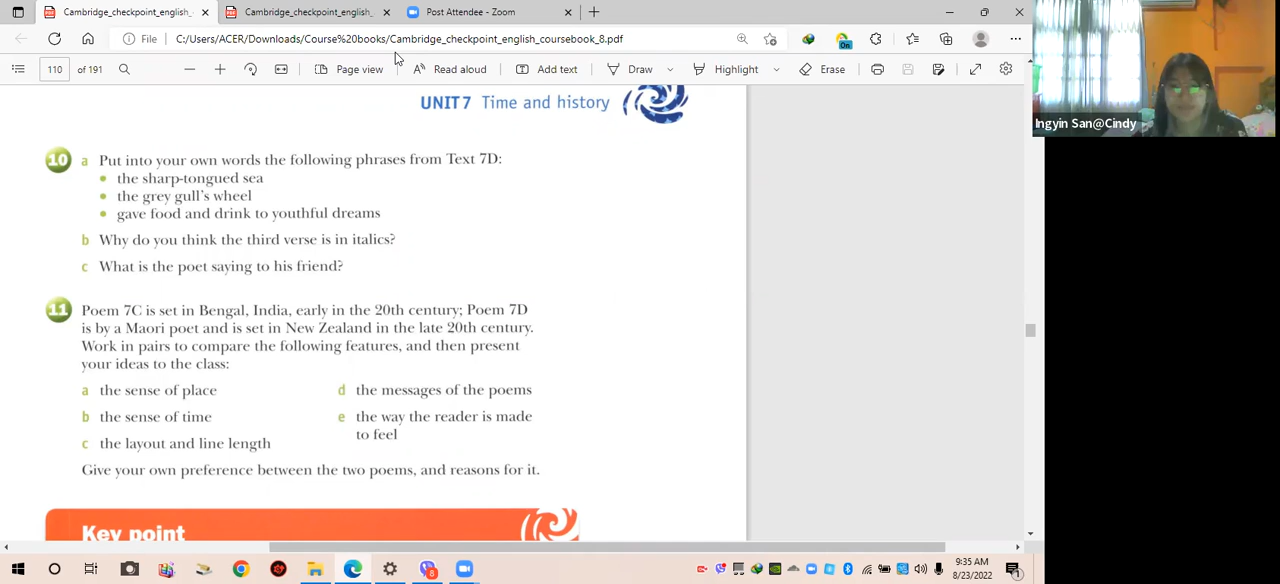 Cambridge_checkpoint_english_
Cambridge_checkpoint_english_
Post Attendee - Zoom
File
C:/Users/ACER/Downloads/Course%20books/Cambridge_checkpoint_english_coursebook_8.pdf
On
110 of 191
Page view
Read aloud
Add text
Draw
Highlight
Erase
Ingyin San@Cindy
UNIT 7 Time and history
10 a Put into your own words the following phrases from Text 7D:
• the sharp-tongued sea
• the grey gull's wheel
• gave food and drink to youthful dreams
b Why do you think the third verse is in italics?
c What is the poet saying to his friend?
11 Poem 7C is set in Bengal, India, early in the 20th century; Poem 7D
is by a Maori poet and is set in New Zealand in the late 20th century.
Work in pairs to compare the following features, and then present
your ideas to the class:
a the sense of place
b the sense of time
c the layout and line length
d the messages of the poems
e the way the reader is made
to feel
Give your own preference between the two poems, and reasons for it.
Key point
9:35 AM
8/23/2022
8
1